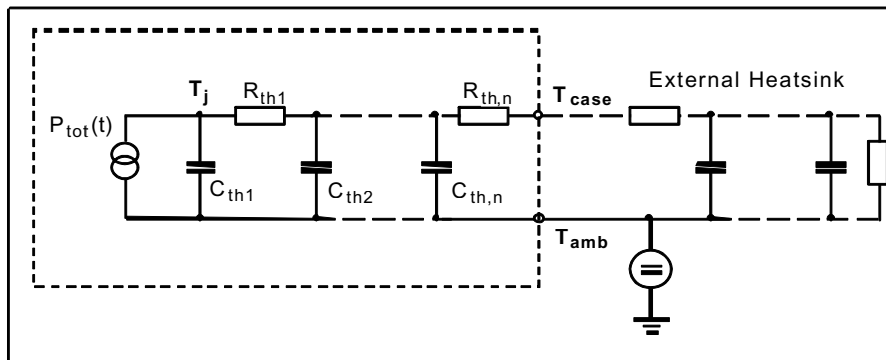 External Heatsink
T_j
R_th1
R_th,n
T_case
P_tot(t)
C_th1
C_th2
C_th,n
T_amb